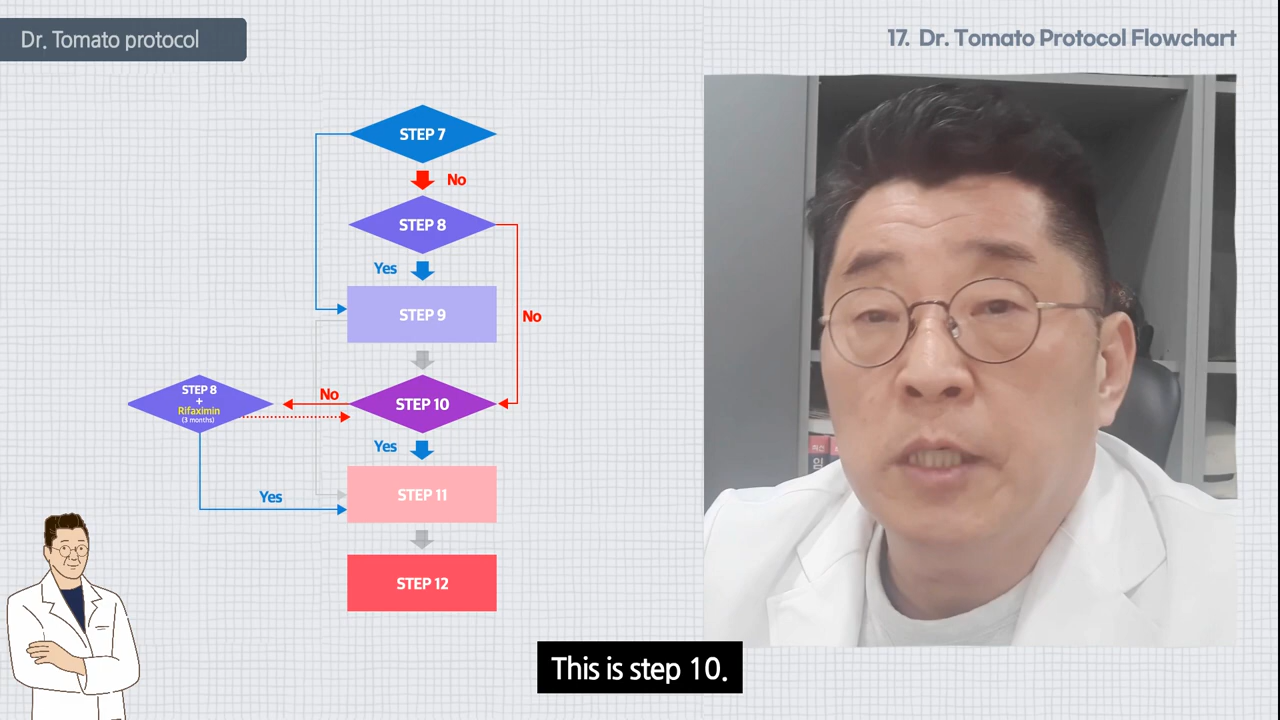 Dr. Tomato protocol
17. Dr. Tomato Protocol Flowchart
STEP 7
No
STEP 8
Yes
STEP 9
No
STEP 8
+
Rifaximin
(3 months)
No
STEP 10
Yes
STEP 11
Yes
STEP 12
This is step 10.